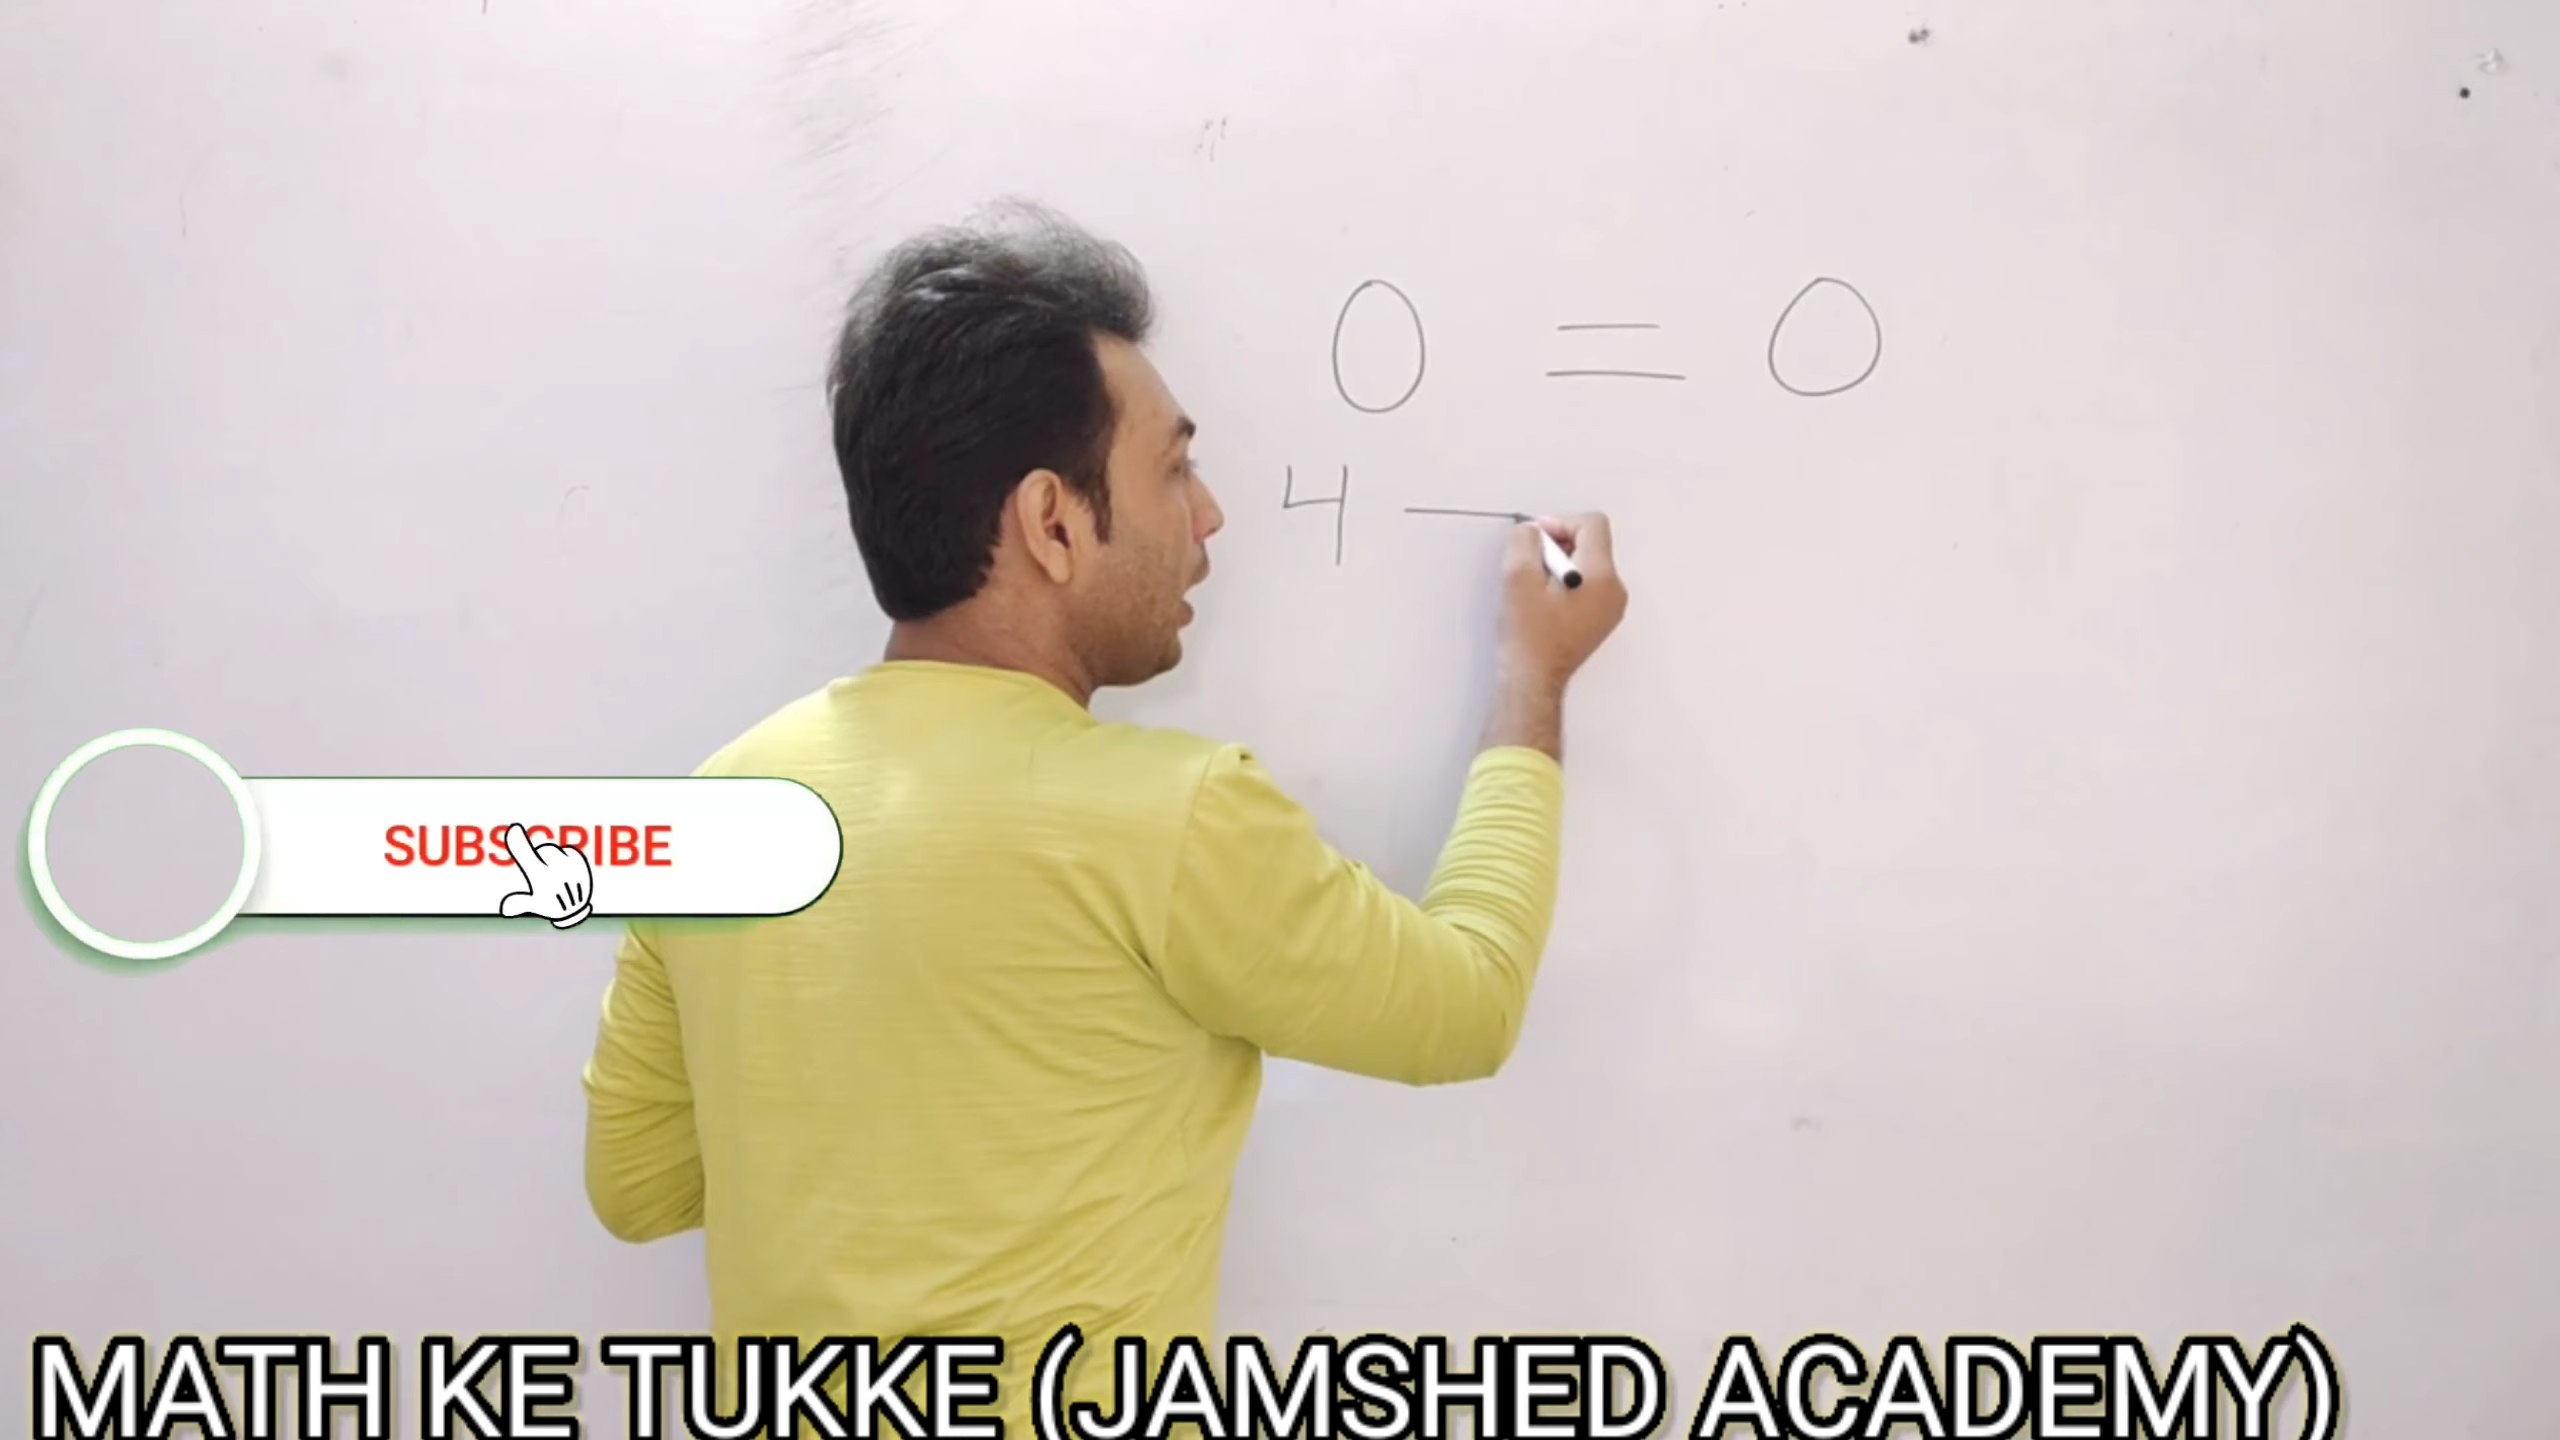 0 = 0
4 —
SUBSCRIBE
MATH KE TUKKE (JAMSHED ACADEMY)